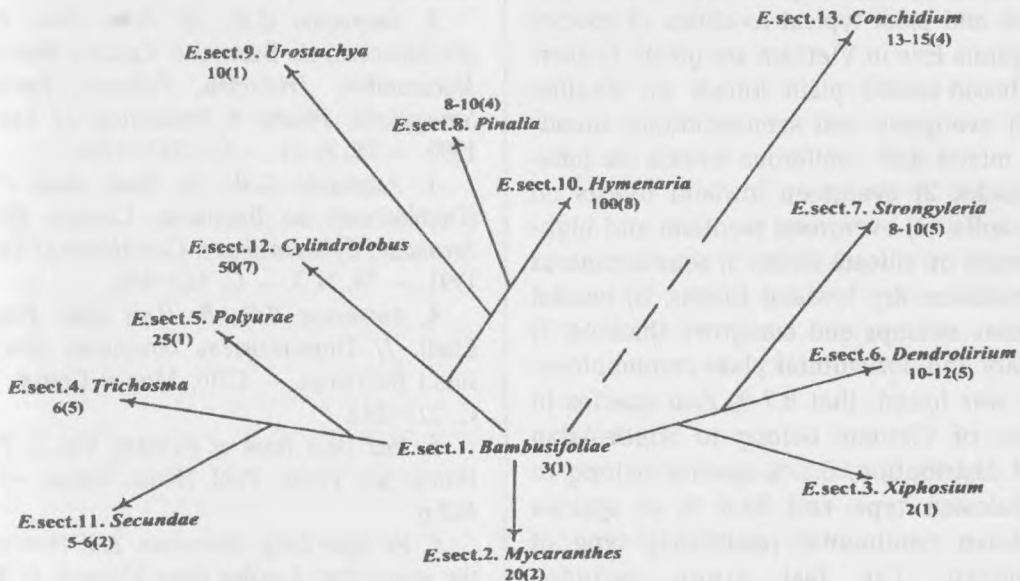 E.sect.13. Conchidium
13-15(4)
E.sect.9. Urostachya
10(1)
8-10(4)
E.sect.8. Pinalia
E.sect.10. Hymenaria
100(8)
E.sect.7. Strongyleria
8-10(5)
E.sect.12. Cylindrolobus
50(7)
E.sect.5. Polyurae
25(1)
E.sect.6. Dendrolirium
10-12(5)
E.sect.4. Trichosma
6(5)
E.sect.1. Bambusifoliae
3(1)
E.sect.3. Xiphosium
2(1)
E.sect.11. Secundae
5-6(2)
E.sect.2. Mycaranthes
20(2)